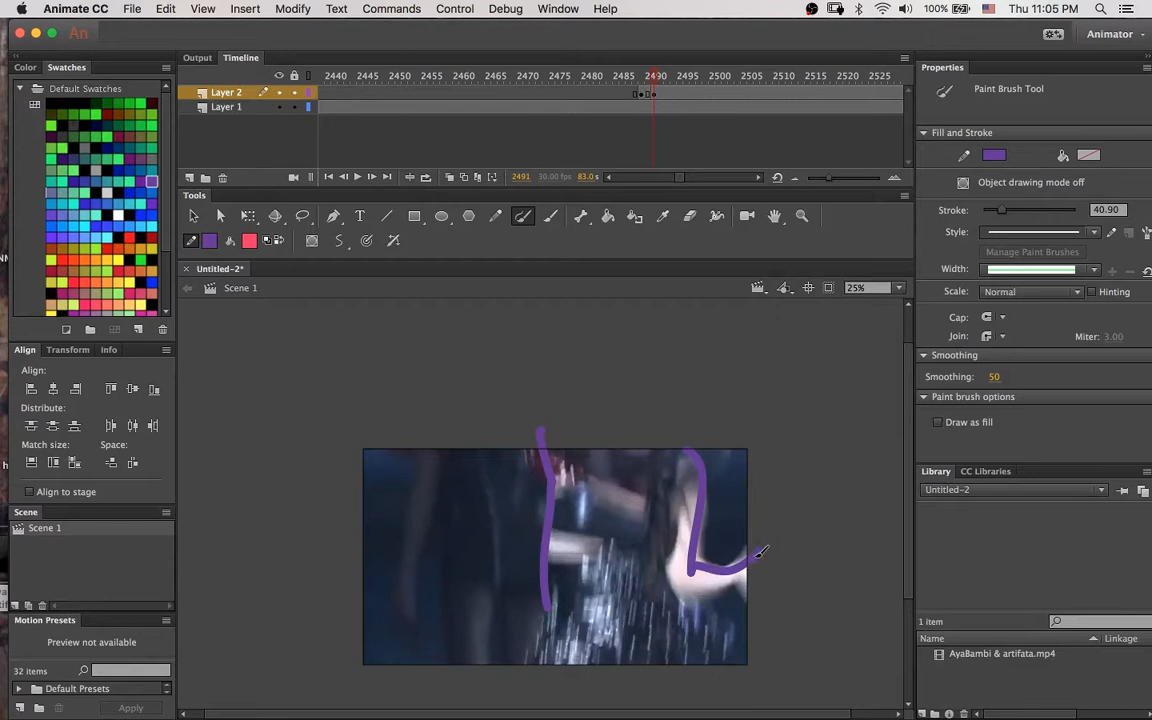 Animate CC File Edit View Insert Modify Text Commands Control Debug Window Help 100% Thu 11:05 PM
An Animator
Color Swatches Output Timeline Properties
Default Swatches
2440 2445 2450 2455 2460 2465 2470 2475 2480 2485 2490 2495 2500 2505 2510 2515 2520 2525
Layer 2
Layer 1
Paint Brush Tool
Fill and Stroke
Object drawing mode off
2491 30.00 fps 83.0 s
Tools
Stroke: 40.90
Style:
Manage Paint Brushes
Untitled-2*
Width:
Scene 1
25%
Scale: Normal Hinting
Cap:
Join: Miter: 3.00
Align Transform Info
Smoothing
Align:
Smoothing: 50
Distribute:
Paint brush options
Match size: Space:
Draw as fill
Align to stage
Library CC Libraries
Untitled-2
Scene
Scene 1
Motion Presets
Preview not available
32 items
Default Presets
Apply
1 item
Name Linkage
AyaBambi & artifata.mp4